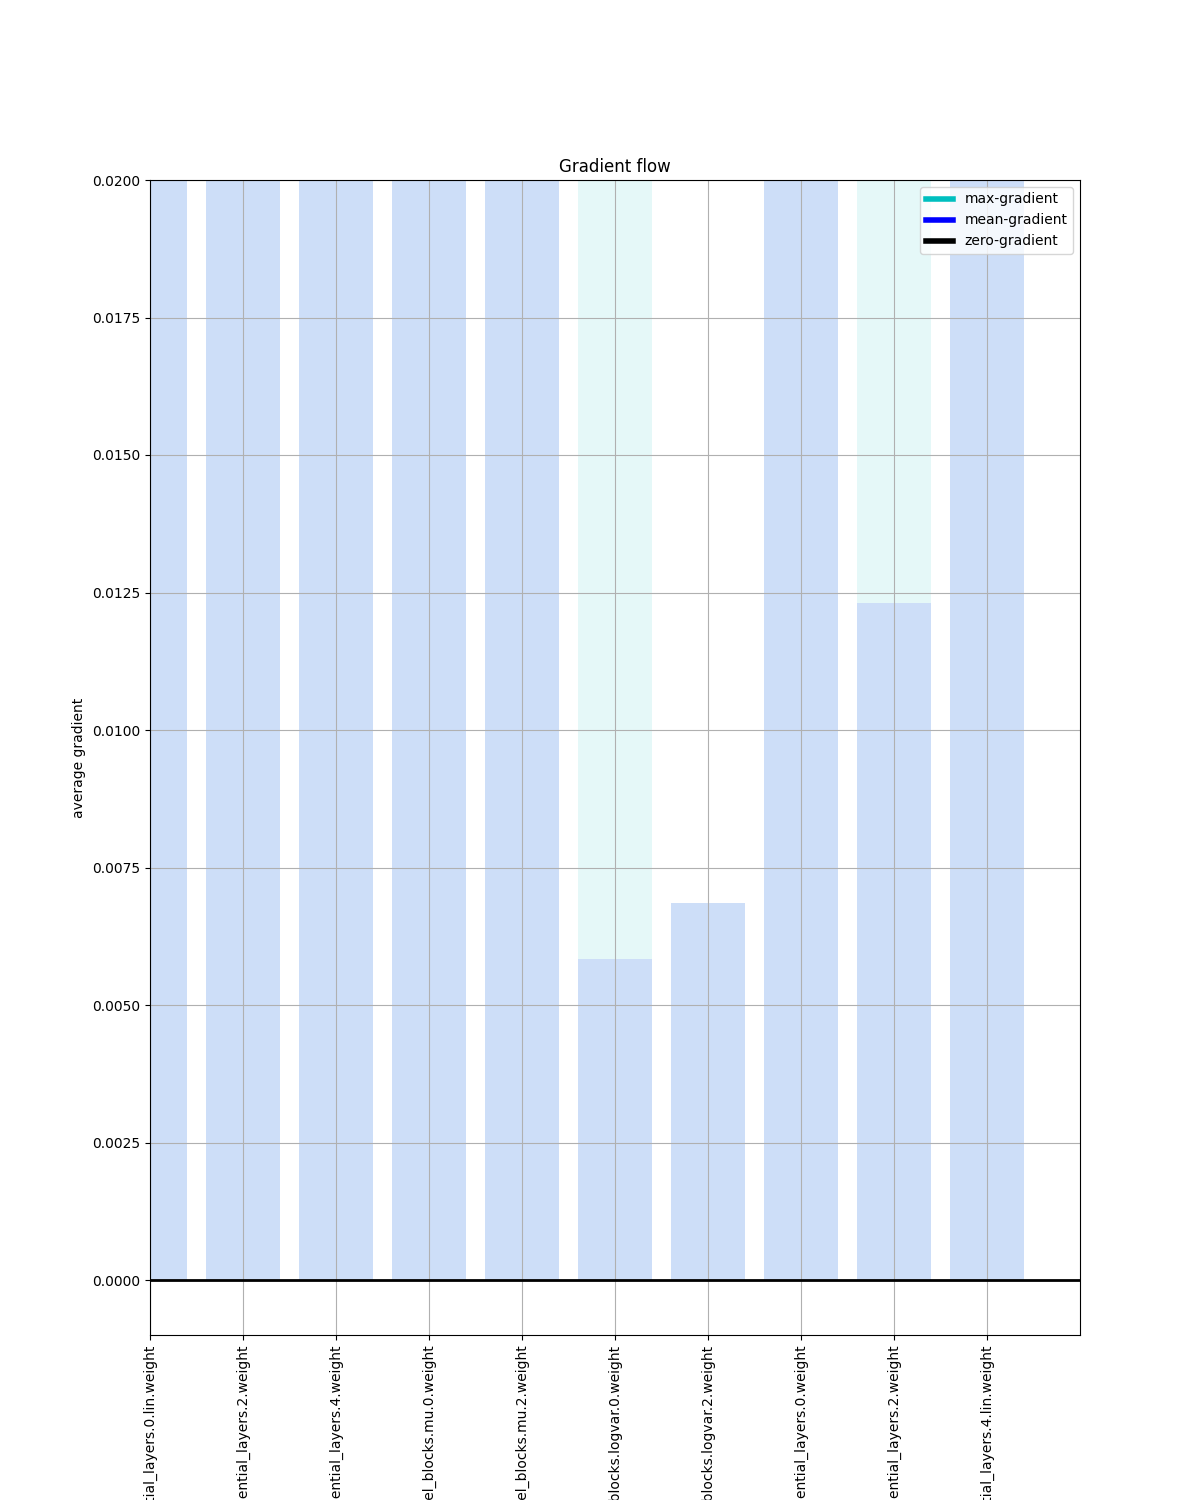 Gradient flow
max-gradient
mean-gradient
zero-gradient
0.0200
0.0175
0.0150
0.0125
0.0100
0.0075
0.0050
0.0025
0.0000
average gradient
tial_layers.0.lin.weight
ential_layers.2.weight
ential_layers.4.weight
el_blocks.mu.0.weight
el_blocks.mu.2.weight
blocks.logvar.0.weight
blocks.logvar.2.weight
ential_layers.0.weight
ential_layers.2.weight
tial_layers.4.lin.weight